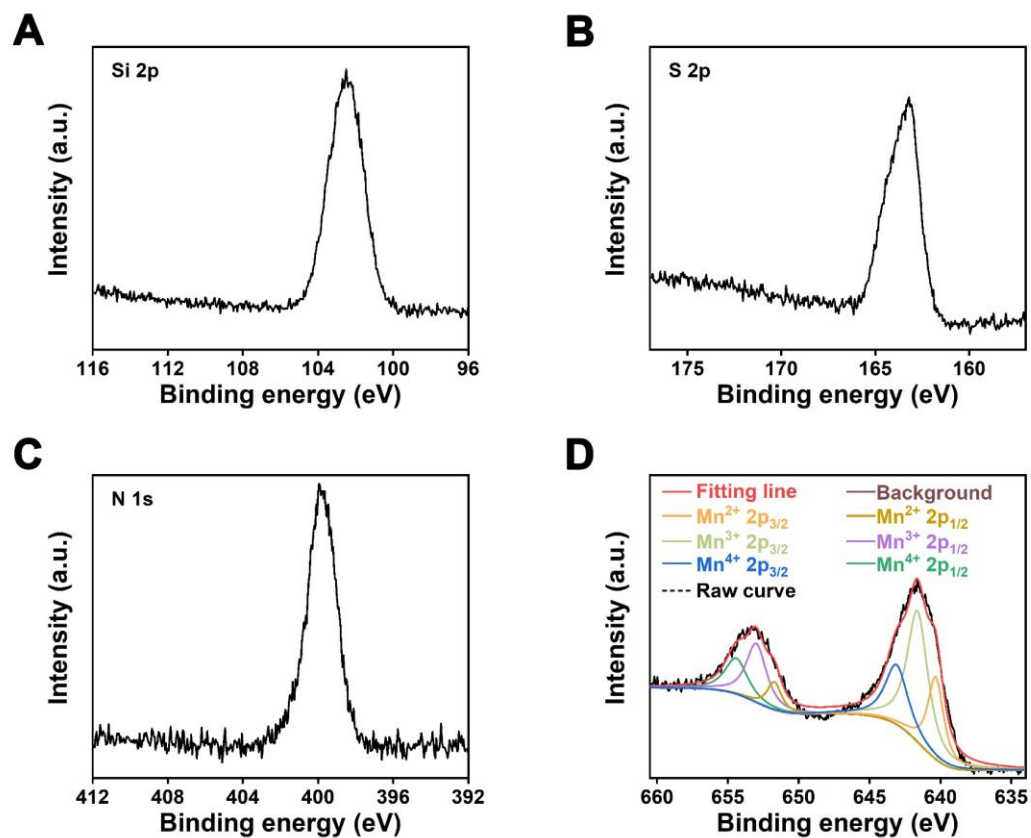 A
Si 2p
Intensity (a.u.)
116 112 108 104 100 96
Binding energy (eV)
B
S 2p
Intensity (a.u.)
175 170 165 160
Binding energy (eV)
C
N 1s
Intensity (a.u.)
412 408 404 400 396 392
Binding energy (eV)
D
Fitting line Background
Mn²⁺ 2p₃/₂ Mn²⁺ 2p₁/₂
Mn³⁺ 2p₃/₂ Mn³⁺ 2p₁/₂
Mn⁴⁺ 2p₃/₂ Mn⁴⁺ 2p₁/₂
Raw curve
Intensity (a.u.)
660 655 650 645 640 635
Binding energy (eV)